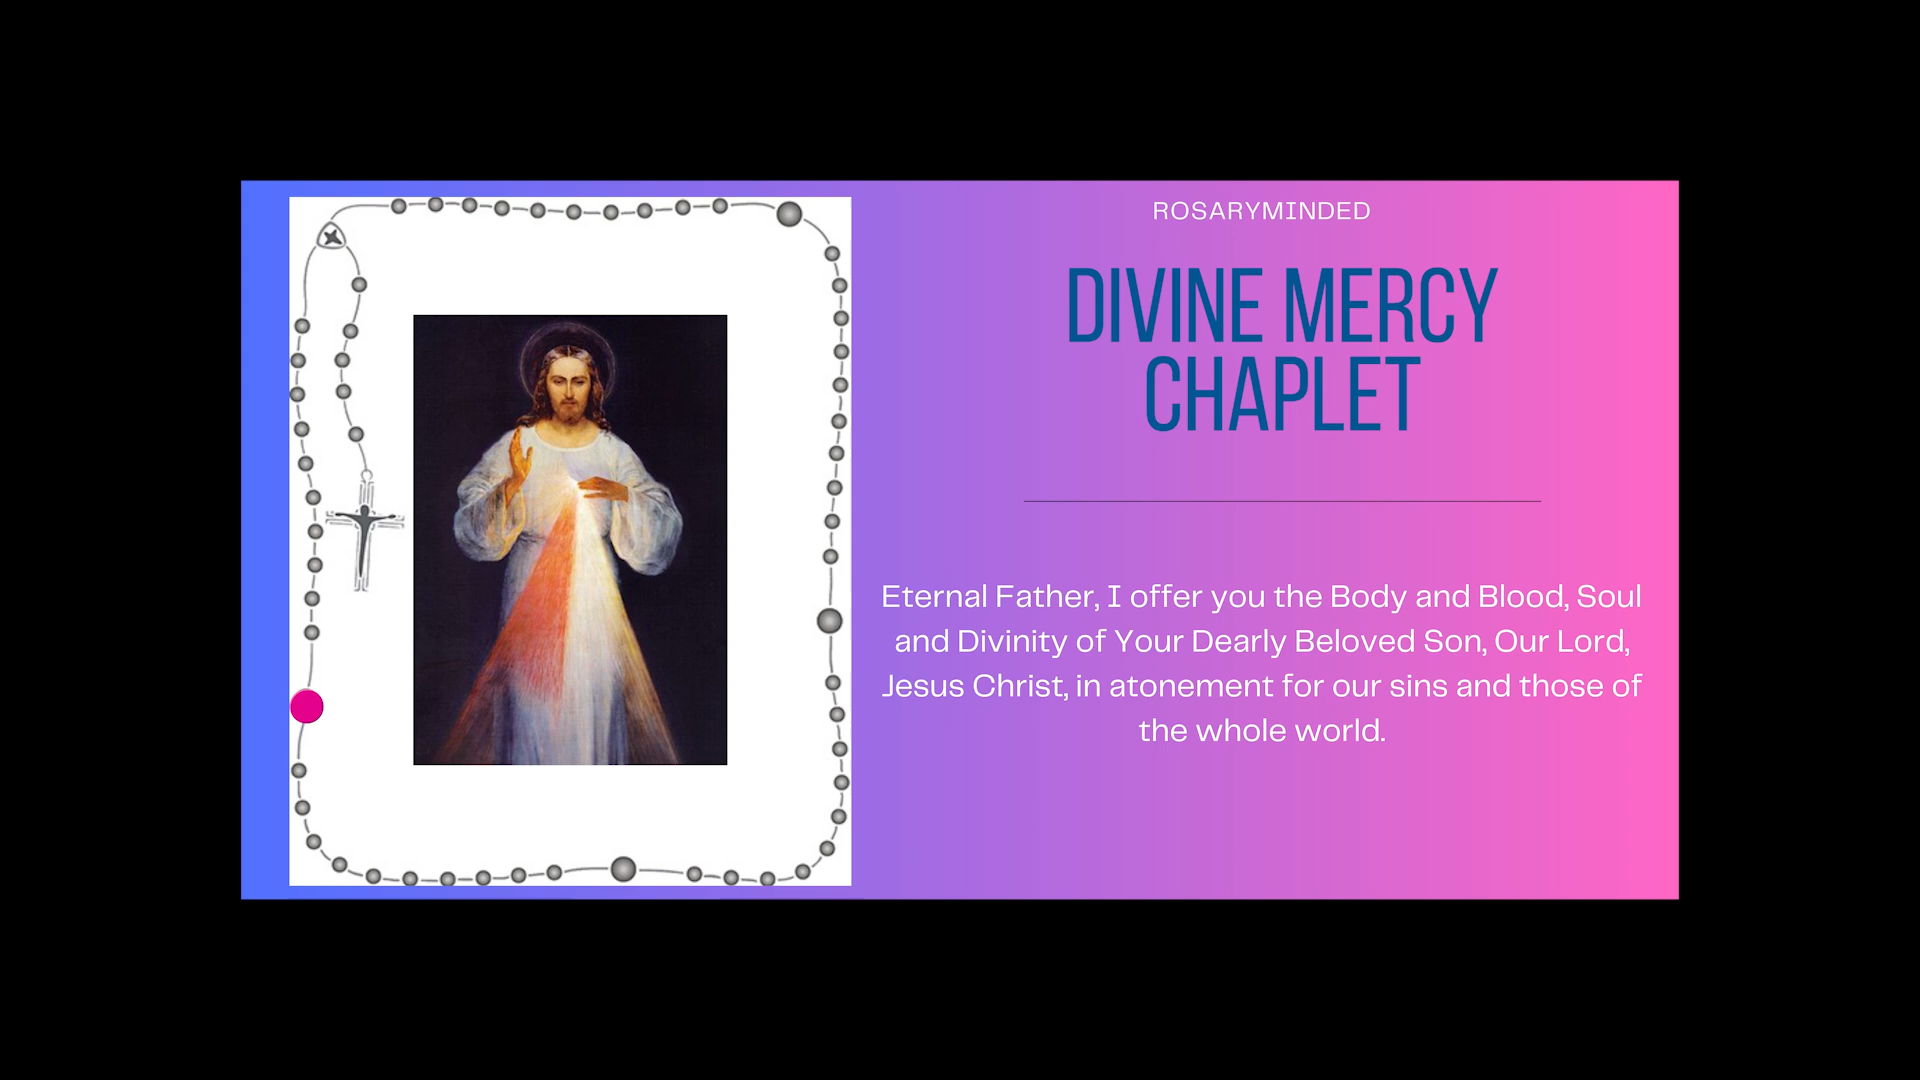 ROSARYMINDED
DIVINE MERCY
CHAPLET
Eternal Father, I offer you the Body and Blood, Soul
and Divinity of Your Dearly Beloved Son, Our Lord,
Jesus Christ, in atonement for our sins and those of
the whole world.